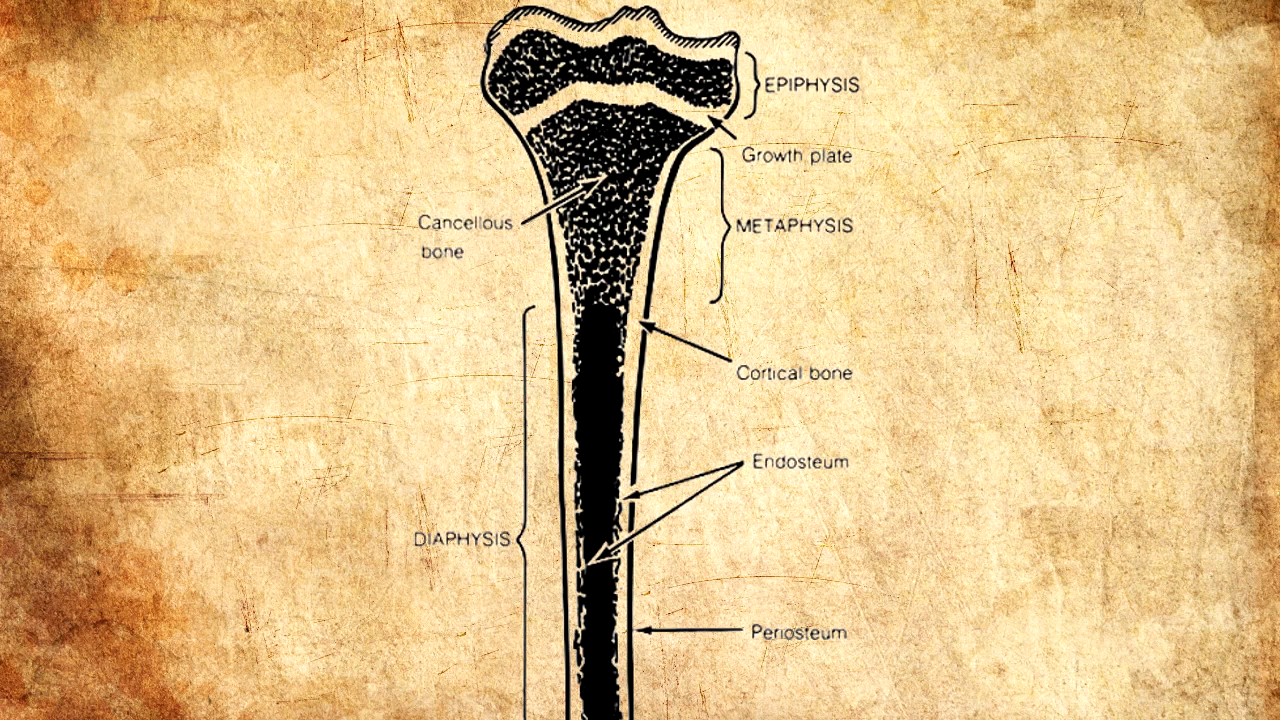 EPIPHYSIS
Growth plate
Cancellous
bone
METAPHYSIS
Cortical bone
Endosteum
DIAPHYSIS
Periosteum